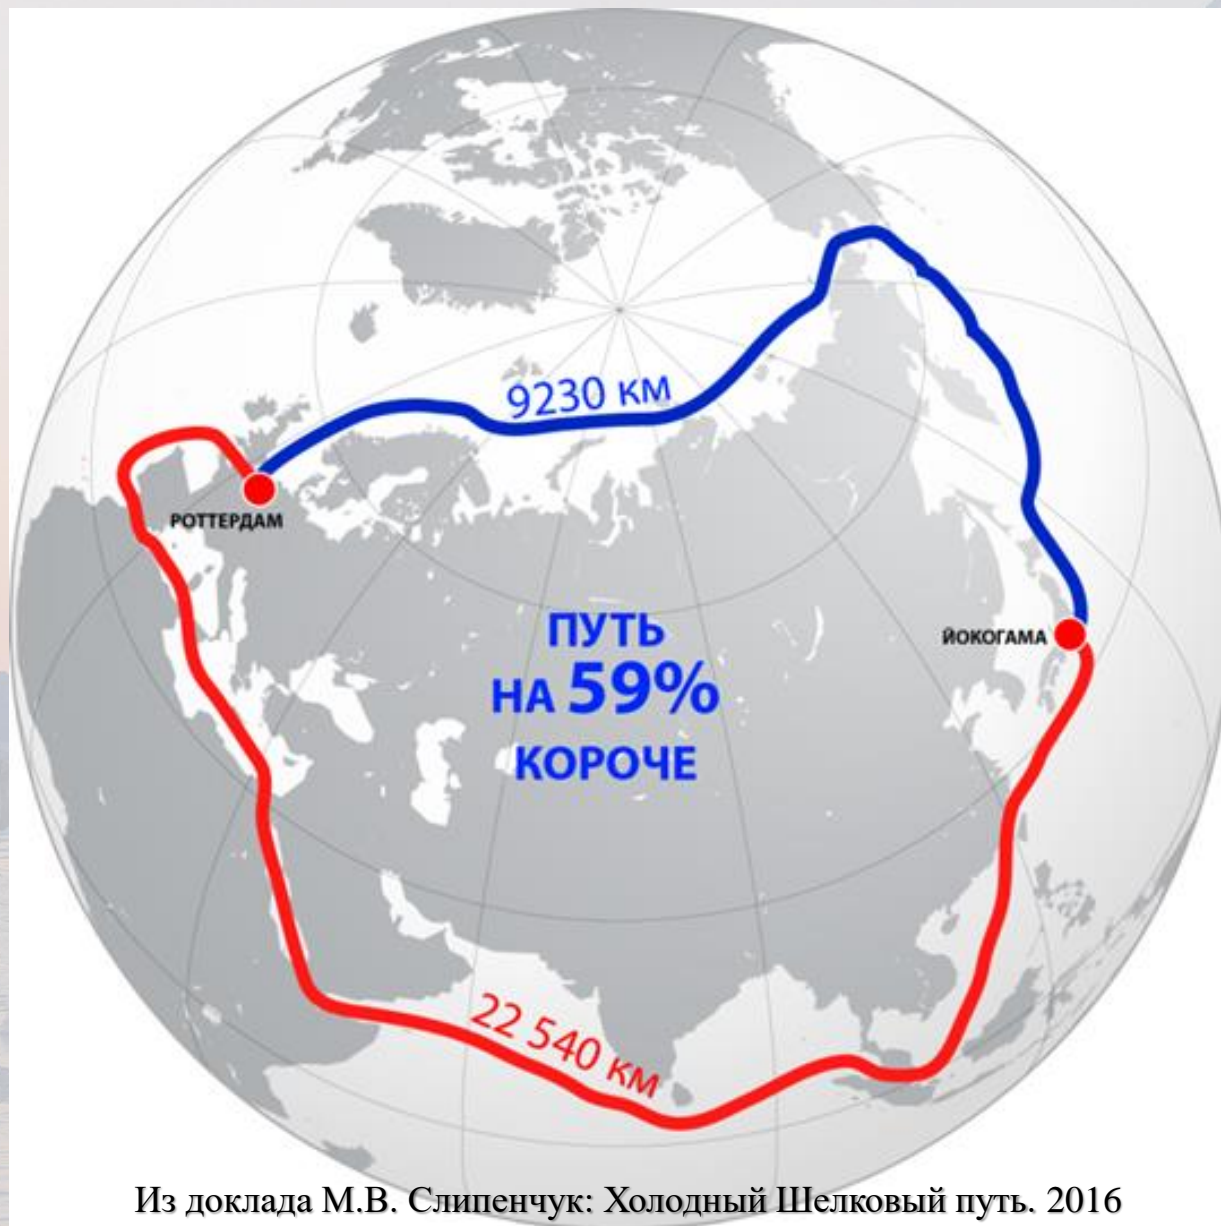 9230 км
РОТТЕРДАМ
ПУТЬ
НА 59%
КОРОЧЕ
ЙОКОГАМА
22 540 км
Из доклада М.В. Слипенчук: Холодный Шелковый путь. 2016